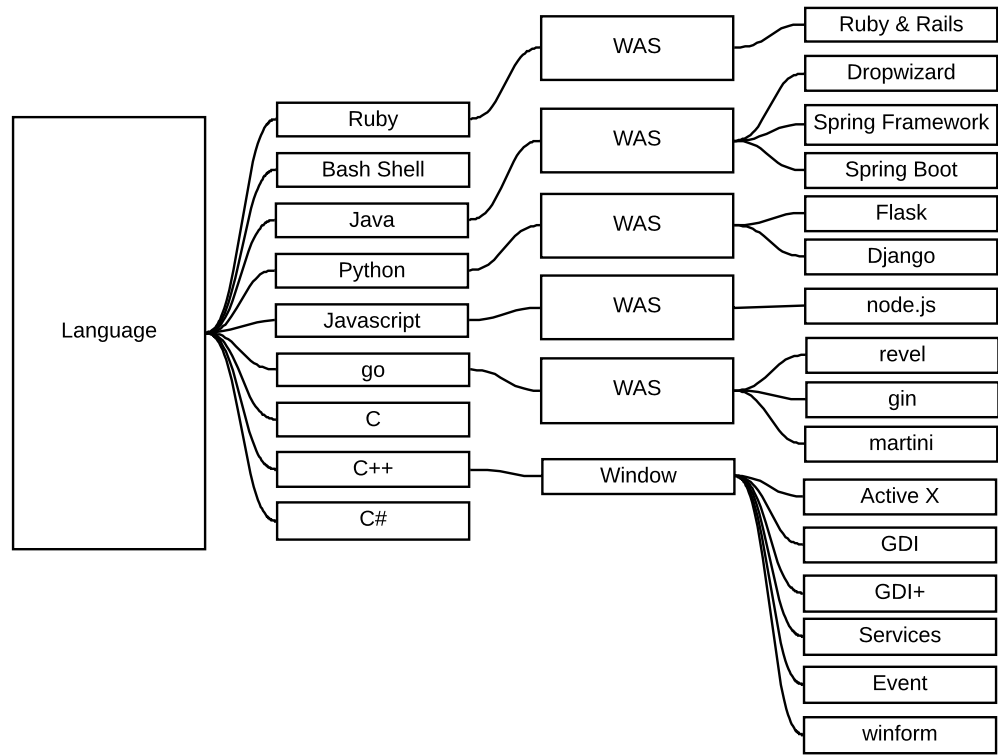 Language
Ruby
Bash Shell
Java
Python
Javascript
go
C
C++
C#
WAS
WAS
WAS
WAS
WAS
Window
Ruby & Rails
Dropwizard
Spring Framework
Spring Boot
Flask
Django
node.js
revel
gin
martini
Active X
GDI
GDI+
Services
Event
winform